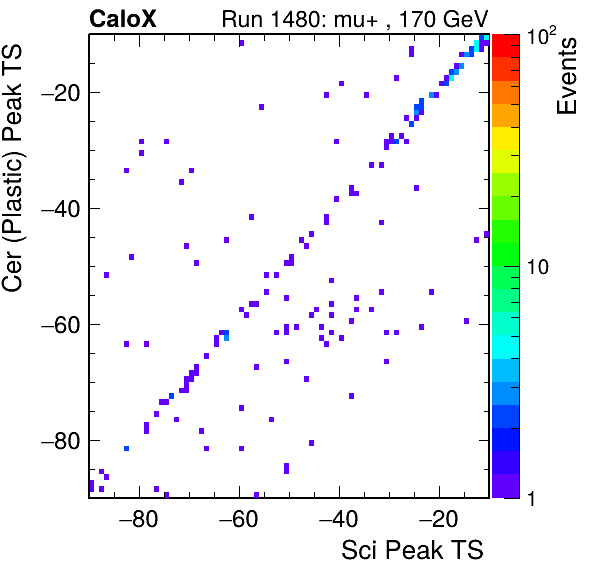 CaloX Run 1480: mu+ , 170 GeV
Cer (Plastic) Peak TS
−20
−40
−60
−80
−80 −60 −40 −20
Sci Peak TS
10²
10
1
Events